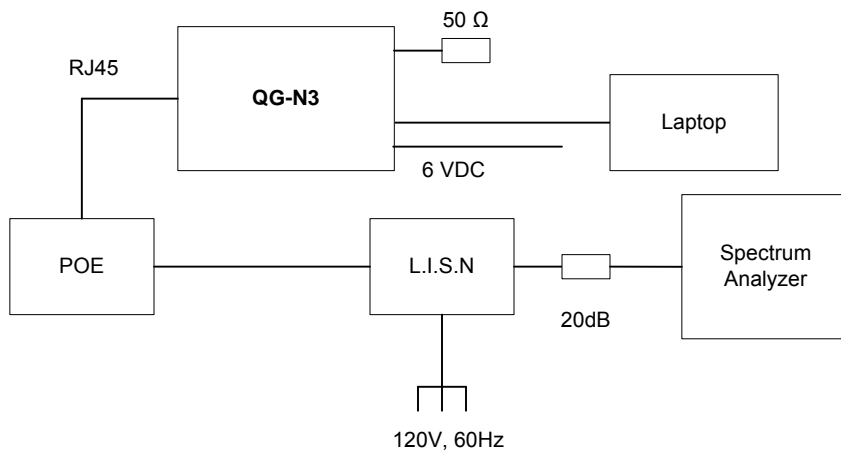 50 Ω
RJ45
QG-N3
Laptop
6 VDC
POE
L.I.S.N
Spectrum
Analyzer
20dB
120V, 60Hz